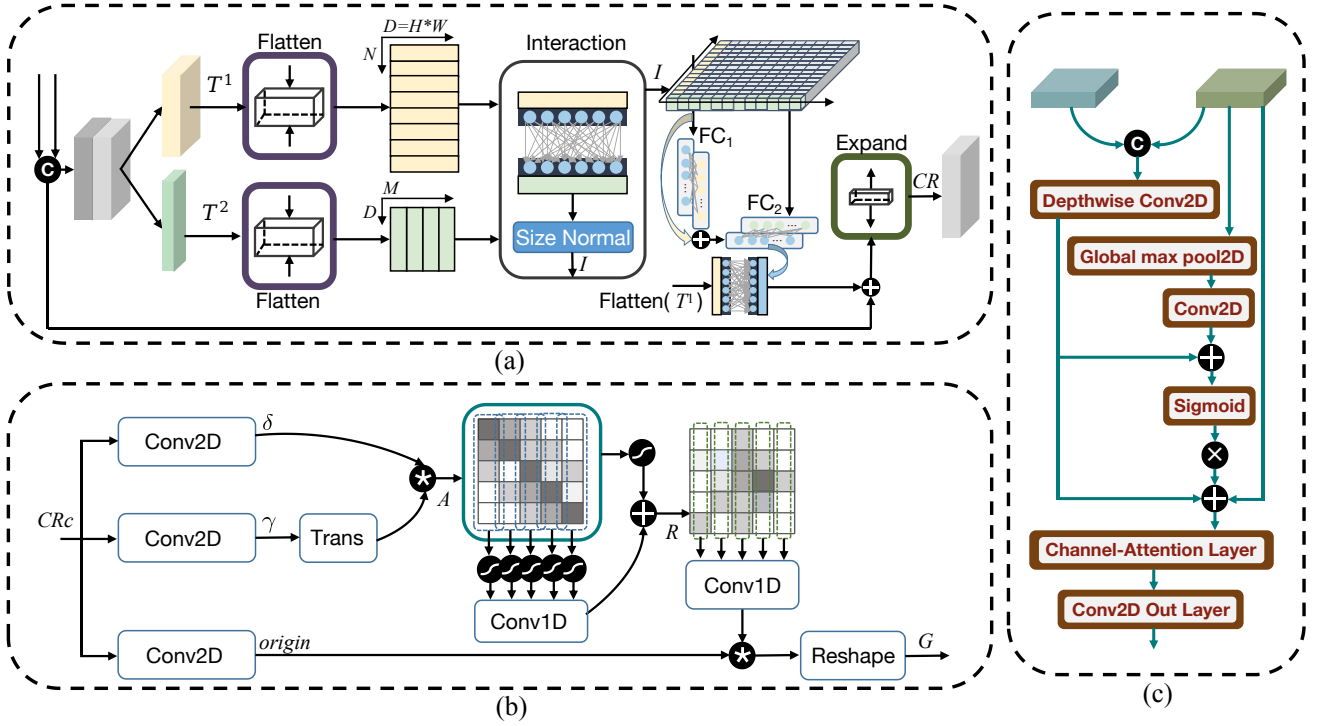 Flatten
D=H*W
N
T¹
C
T²
M
D
Flatten
Interaction
Size Normal
I
I
FC₁
FC₂
Flatten( T¹)
Expand
CR
(a)
CRc
Conv2D
δ
Conv2D
γ
Trans
A
Conv1D
R
Conv1D
Conv2D
origin
Reshape
G
(b)
C
Depthwise Conv2D
Global max pool2D
Conv2D
Sigmoid
Channel-Attention Layer
Conv2D Out Layer
(c)